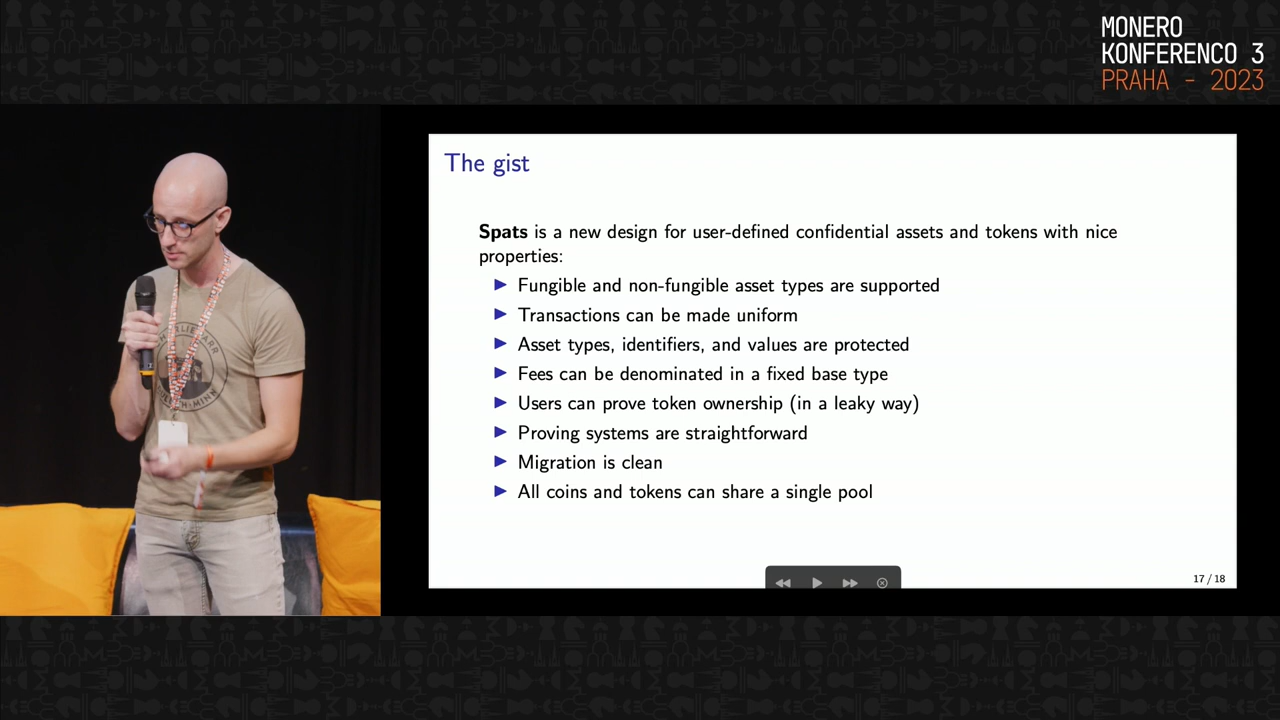 MONERO
KONFERENCO 3
PRAHA - 2023
The gist
Spats is a new design for user-defined confidential assets and tokens with nice
properties:
Fungible and non-fungible asset types are supported
Transactions can be made uniform
Asset types, identifiers, and values are protected
Fees can be denominated in a fixed base type
Users can prove token ownership (in a leaky way)
Proving systems are straightforward
Migration is clean
All coins and tokens can share a single pool
17 / 18